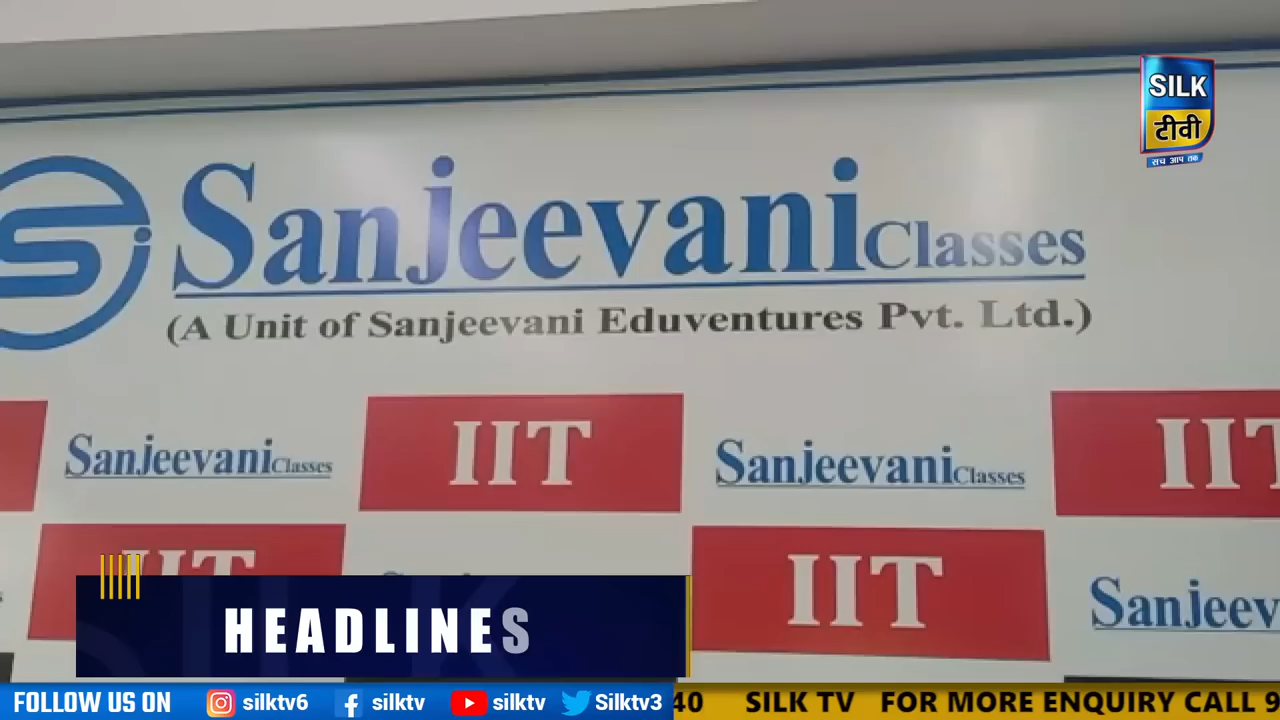 SILK
टीवी
सच आप तक
Sanjeevani Classes
(A Unit of Sanjeevani Eduventures Pvt. Ltd.)
Sanjeevani Classes
IIT
Sanjeevani Classes
IIT
IIT
IIT
Sanjeev
HEADLINES
FOLLOW US ON silktv6 silktv silktv Silktv3 40 SILK TV FOR MORE ENQUIRY CALL 9